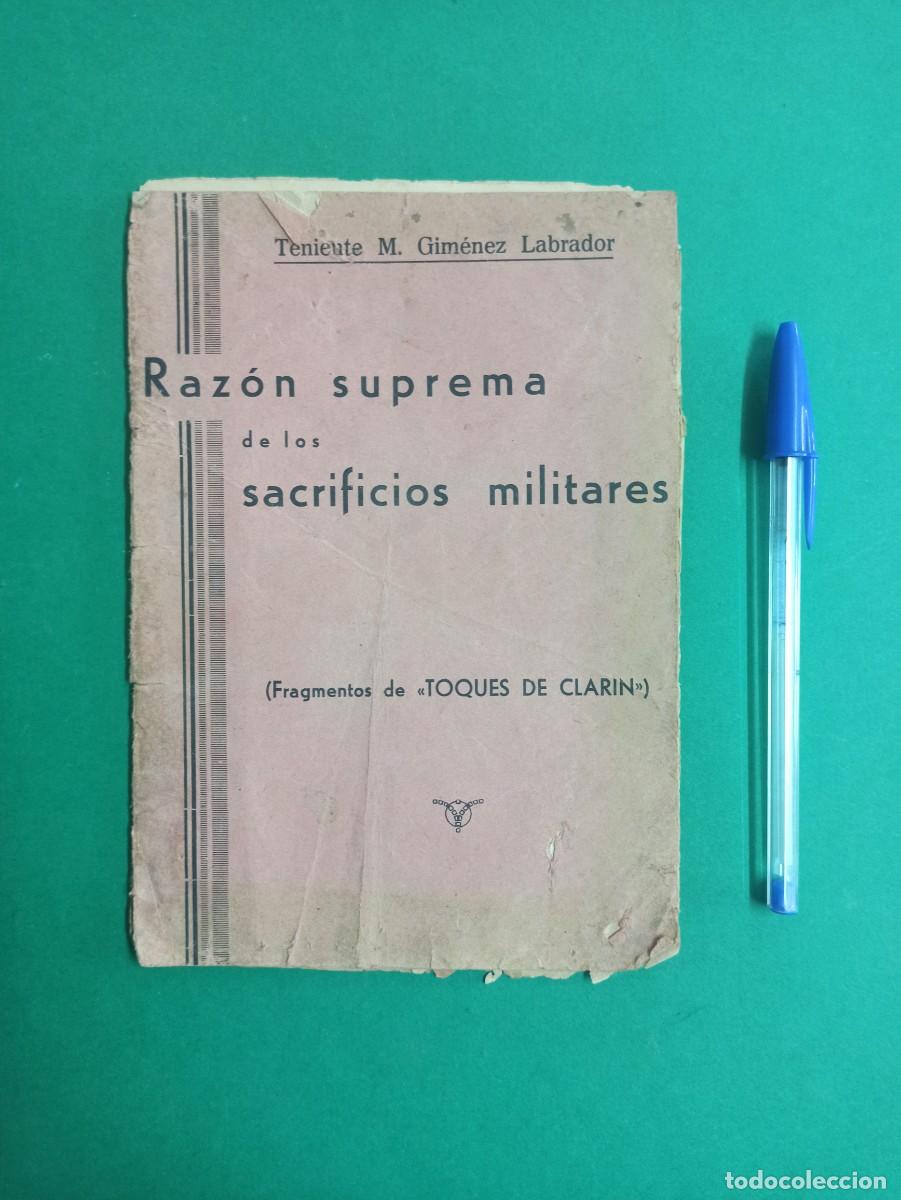 Teniente M. Giménez Labrador
Razón suprema
de los
sacrificios militares
(Fragmentos de «TOQUES DE CLARIN»)
todocoleccion